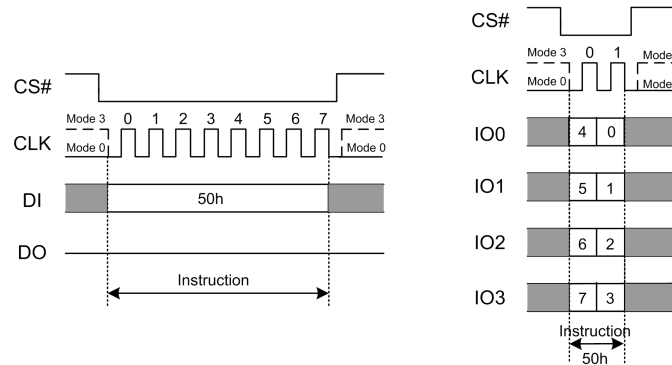 CS#
Mode 3 0 1 2 3 4 5 6 7 Mode 3
CLK
Mode 0 Mode 0
DI 50h
DO
Instruction
CS#
Mode 3 0 1 Mode
CLK
Mode 0 Mode
IO0 4 0
IO1 5 1
IO2 6 2
IO3 7 3
Instruction
50h